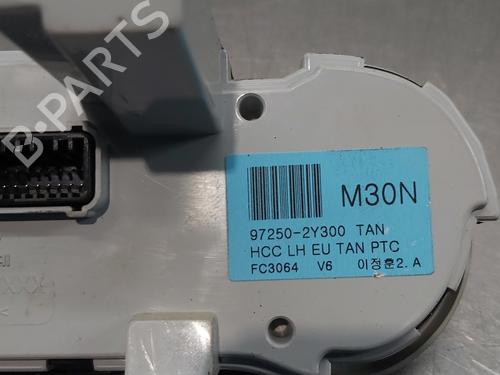 M30N
97250-2Y300 TAN
HCC LH EU TAN PTC
FC3064 V6 이정훈2. A
B-PARTS